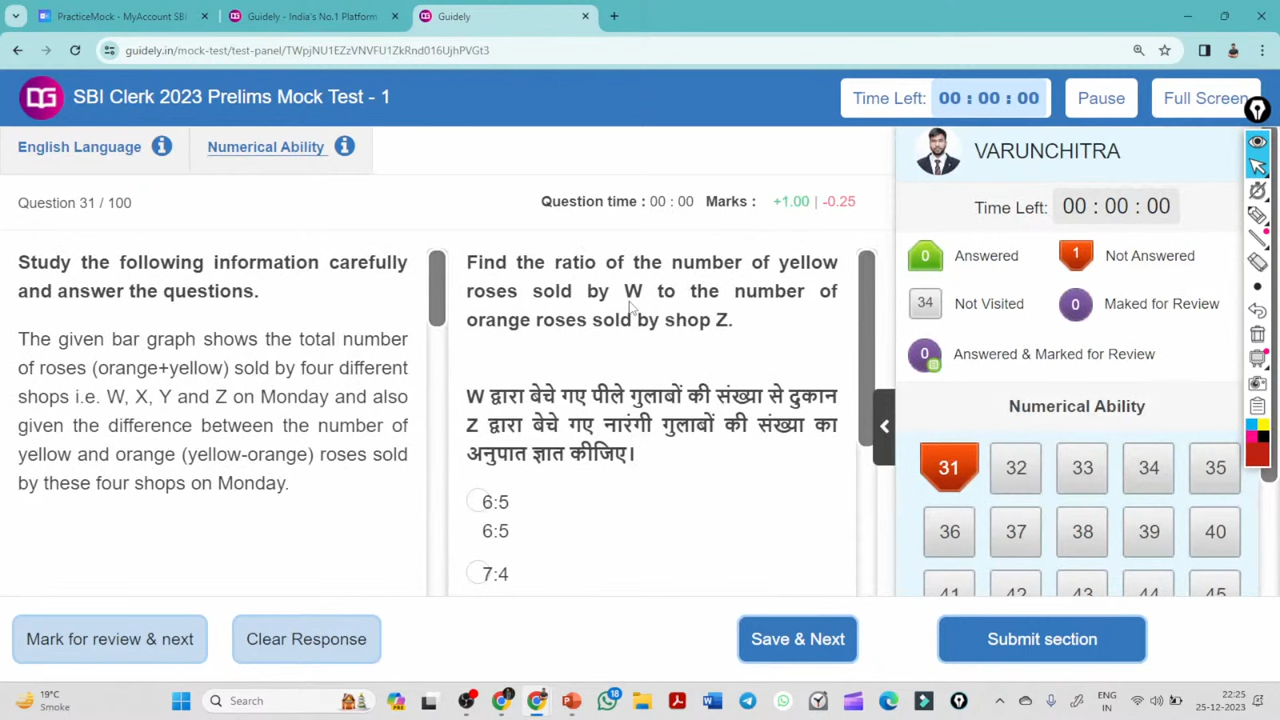 PracticeMock - MyAccount SBI
Guidely - India's No.1 Platform
Guidely
guidely.in/mock-test/test-panel/TWpjNU1EZzVNVFU1ZkRnd016UjhPVGt3
SBI Clerk 2023 Prelims Mock Test - 1
Time Left: 00 : 00 : 00
Pause
Full Screen
English Language
Numerical Ability
VARUNCHITRA
Question 31 / 100
Question time : 00 : 00 Marks : +1.00 | -0.25
Time Left: 00 : 00 : 00
Study the following information carefully
and answer the questions.
The given bar graph shows the total number
of roses (orange+yellow) sold by four different
shops i.e. W, X, Y and Z on Monday and also
given the difference between the number of
yellow and orange (yellow-orange) roses sold
by these four shops on Monday.
Find the ratio of the number of yellow
roses sold by W to the number of
orange roses sold by shop Z.
W द्वारा बेचे गए पीले गुलाबों की संख्या से दुकान
Z द्वारा बेचे गए नारंगी गुलाबों की संख्या का
अनुपात ज्ञात कीजिए।
6:5
6:5
7:4
0 Answered
1 Not Answered
34 Not Visited
0 Maked for Review
0 Answered & Marked for Review
Numerical Ability
31 32 33 34 35
36 37 38 39 40
41 42 43 44 45
Mark for review & next
Clear Response
Save & Next
Submit section
19°C
Smoke
Search
18
ENG
IN
22:25
25-12-2023